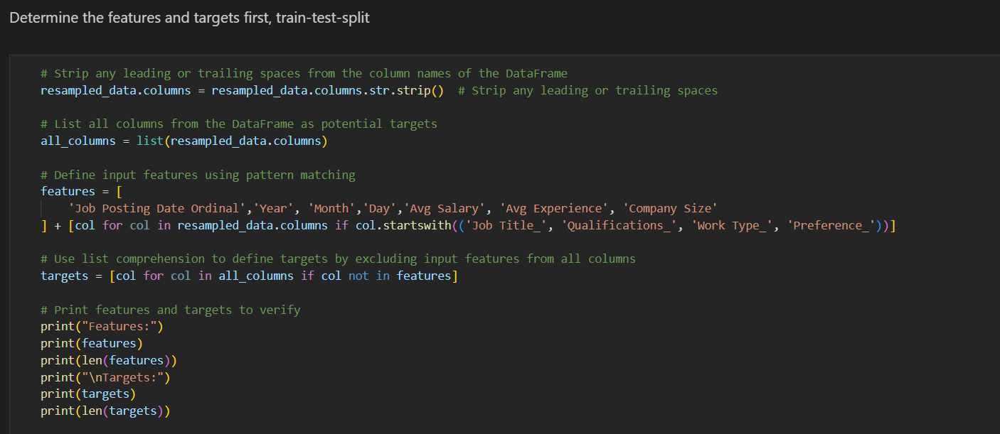 Determine the features and targets first, train-test-split
# Strip any leading or trailing spaces from the column names of the DataFrame
resampled_data.columns = resampled_data.columns.str.strip()  # Strip any leading or trailing spaces
# List all columns from the DataFrame as potential targets
all_columns = list(resampled_data.columns)
# Define input features using pattern matching
features = [
    'Job Posting Date Ordinal','Year', 'Month','Day','Avg Salary', 'Avg Experience', 'Company Size'
] + [col for col in resampled_data.columns if col.startswith(('Job Title_', 'Qualifications_', 'Work Type_', 'Preference_'))]
# Use list comprehension to define targets by excluding input features from all columns
targets = [col for col in all_columns if col not in features]
# Print features and targets to verify
print("Features:")
print(features)
print(len(features))
print("\nTargets:")
print(targets)
print(len(targets))